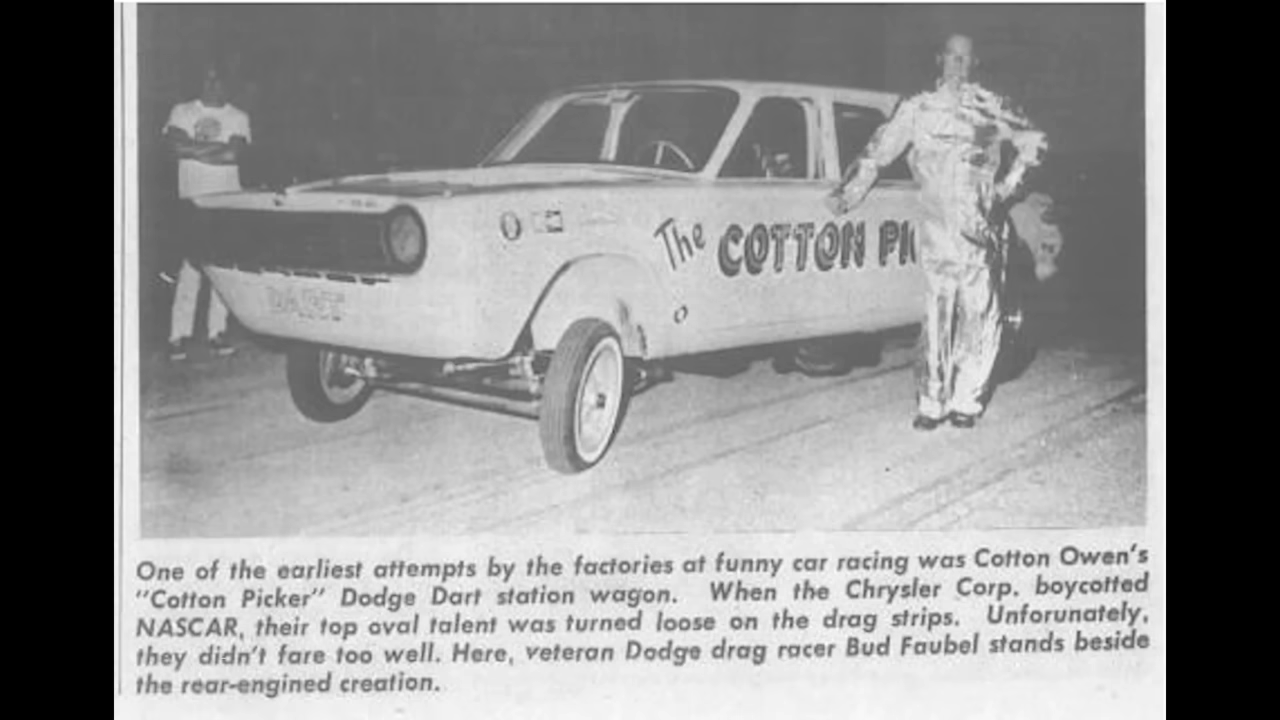 The COTTON PI
DART
One of the earliest attempts by the factories at funny car racing was Cotton Owen's
"Cotton Picker" Dodge Dart station wagon. When the Chrysler Corp. boycotted
NASCAR, their top oval talent was turned loose on the drag strips. Unforunately,
they didn't fare too well. Here, veteran Dodge drag racer Bud Faubel stands beside
the rear-engined creation.